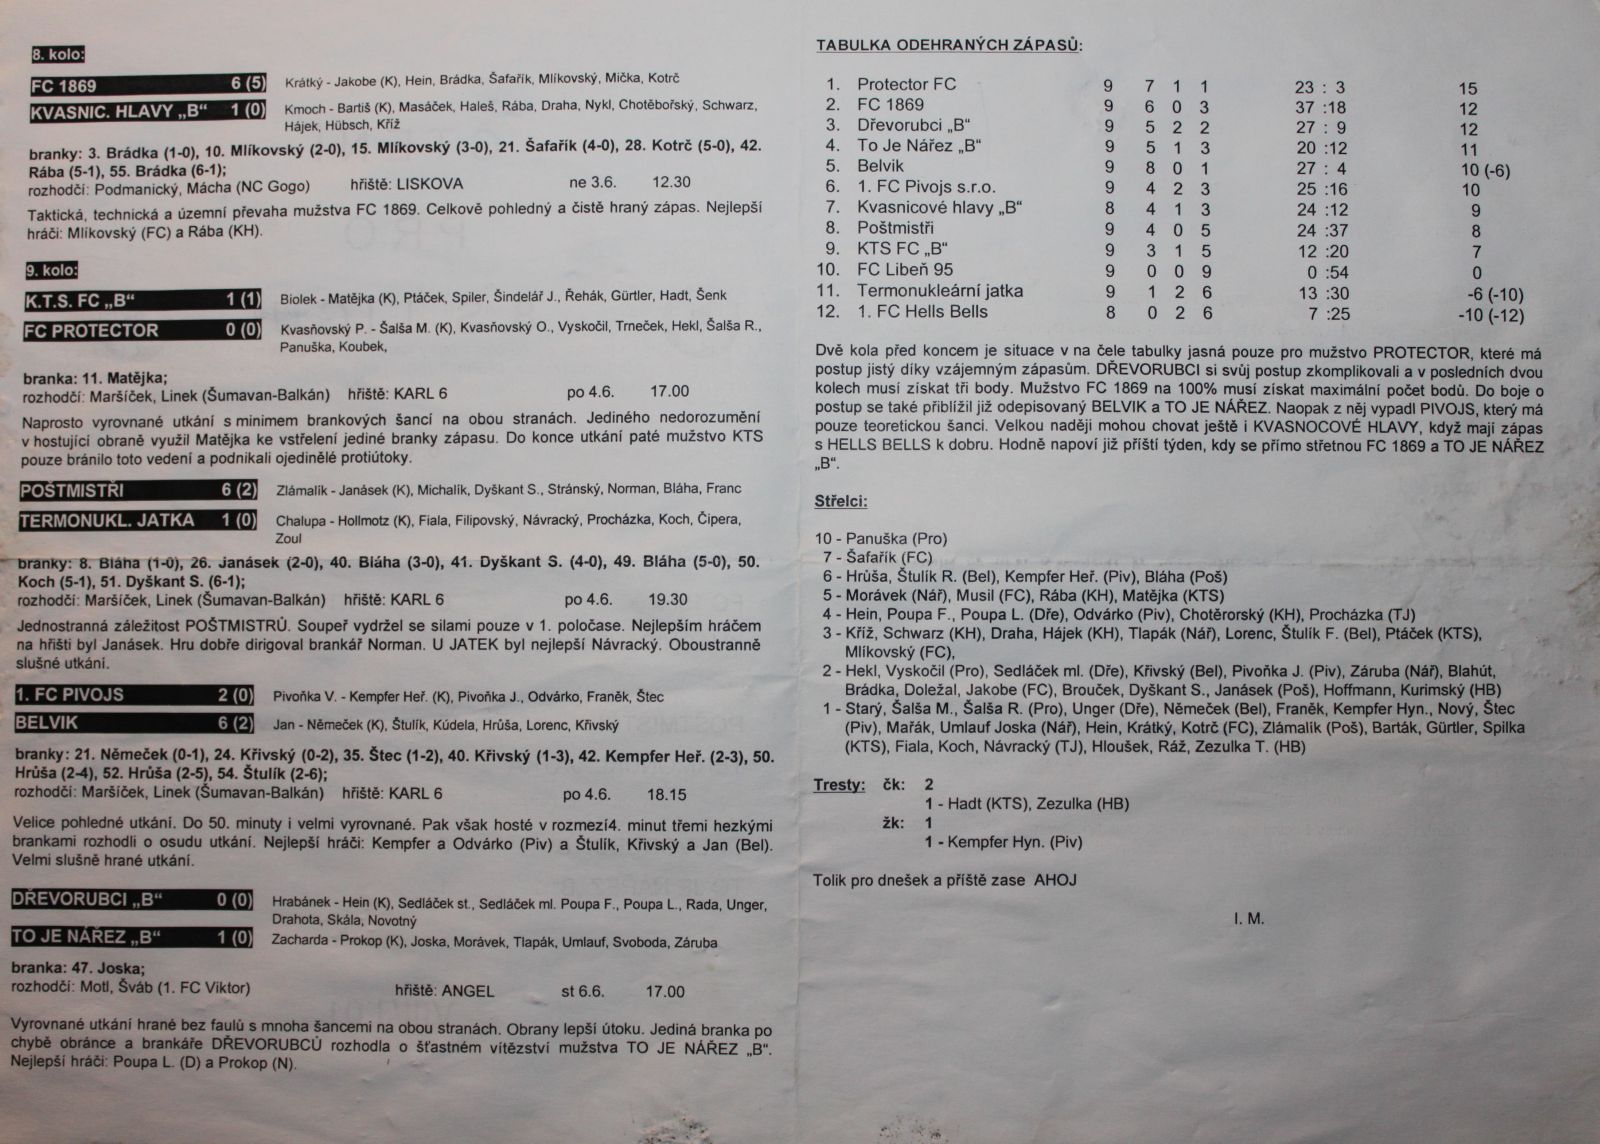 8. kolo:
FC 1869 6 (5) Krátký - Jakobe (K), Hein, Brádka, Šafařík, Mlíkovský, Mička, Kotrč
KVASNIC. HLAVY „B“ 1 (0) Kmoch - Bartiš (K), Masáček, Haleš, Rába, Draha, Nykl, Chotěbořský, Schwarz,
Hájek, Hübsch, Kříž
branky: 3. Brádka (1-0), 10. Mlíkovský (2-0), 15. Mlíkovský (3-0), 21. Šafařík (4-0), 28. Kotrč (5-0), 42.
Rába (5-1), 55. Brádka (6-1);
rozhodčí: Podmanický, Mácha (NC Gogo) hřiště: LISKOVA ne 3.6. 12.30
Taktická, technická a územní převaha mužstva FC 1869. Celkově pohledný a čistě hraný zápas. Nejlepší
hráči: Mlíkovský (FC) a Rába (KH).
9. kolo:
K.T.S. FC „B“ 1 (1) Biolek - Matějka (K), Ptáček, Spiler, Šindelář J., Řehák, Gürtler, Hadt, Šenk
FC PROTECTOR 0 (0) Kvasňovský P. - Šalša M. (K), Kvasňovský O., Vyskočil, Trneček, Hekl, Šalša R.,
Panuška, Koubek,
branka: 11. Matějka;
rozhodčí: Maršíček, Linek (Šumavan-Balkán) hřiště: KARL 6 po 4.6. 17.00
Naprosto vyrovnané utkání s minimem brankových šancí na obou stranách. Jediného nedorozumění
v hostující obraně využil Matějka ke vstřelení jediné branky zápasu. Do konce utkání paté mužstvo KTS
pouze bránilo toto vedení a podnikali ojedinělé protiútoky.
POŠTMISTŘI 6 (2) Zlámalík - Janásek (K), Michalík, Dyškant S., Stránský, Norman, Bláha, Franc
TERMONUKL. JATKA 1 (0) Chalupa - Hollmotz (K), Fiala, Filipovský, Návracký, Procházka, Koch, Čipera,
Zoul
branky: 8. Bláha (1-0), 26. Janásek (2-0), 40. Bláha (3-0), 41. Dyškant S. (4-0), 49. Bláha (5-0), 50.
Koch (5-1), 51. Dyškant S. (6-1);
rozhodčí: Maršíček, Linek (Šumavan-Balkán) hřiště: KARL 6 po 4.6. 19.30
Jednostranná záležitost POŠTMISTRŮ. Soupeř vydržel se silami pouze v 1. poločase. Nejlepším hráčem
na hřišti byl Janásek. Hru dobře dirigoval brankář Norman. U JATEK byl nejlepší Návracký. Oboustranně
slušné utkání.
1. FC PIVOJS 2 (0) Pivoňka V. - Kempfer Heř. (K), Pivoňka J., Odvárko, Franěk, Štec
BELVIK 6 (2) Jan - Němeček (K), Štulík, Kúdela, Hrůša, Lorenc, Křivský
branky: 21. Němeček (0-1), 24. Křivský (0-2), 35. Štec (1-2), 40. Křivský (1-3), 42. Kempfer Heř. (2-3), 50.
Hrůša (2-4), 52. Hrůša (2-5), 54. Štulík (2-6);
rozhodčí: Maršíček, Linek (Šumavan-Balkán) hřiště: KARL 6 po 4.6. 18.15
Velice pohledné utkání. Do 50. minuty i velmi vyrovnané. Pak však hosté v rozmezí4. minut třemi hezkými
brankami rozhodli o osudu utkání. Nejlepší hráči: Kempfer a Odvárko (Piv) a Štulík, Křivský a Jan (Bel).
Velmi slušně hrané utkání.
DŘEVORUBCI „B“ 0 (0) Hrabánek - Hein (K), Sedláček st., Sedláček ml. Poupa F., Poupa L., Rada, Unger,
Drahota, Skála, Novotný
TO JE NÁŘEZ „B“ 1 (0) Zacharda - Prokop (K), Joska, Morávek, Tlapák, Umlauf, Svoboda, Záruba
branka: 47. Joska;
rozhodčí: Motl, Šváb (1. FC Viktor) hřiště: ANGEL st 6.6. 17.00
Vyrovnané utkání hrané bez faulů s mnoha šancemi na obou stranách. Obrany lepší útoku. Jediná branka po
chybě obránce a brankáře DŘEVORUBCŮ rozhodla o šťastném vítězství mužstva TO JE NÁŘEZ „B“.
Nejlepší hráči: Poupa L. (D) a Prokop (N).
TABULKA ODEHRANÝCH ZÁPASŮ:
1. Protector FC 9 7 1 1 23 : 3 15
2. FC 1869 9 6 0 3 37 :18 12
3. Dřevorubci „B“ 9 5 2 2 27 : 9 12
4. To Je Nářez „B“ 9 5 1 3 20 :12 11
5. Belvik 9 8 0 1 27 : 4 10 (-6)
6. 1. FC Pivojs s.r.o. 9 4 2 3 25 :16 10
7. Kvasnicové hlavy „B“ 8 4 1 3 24 :12 9
8. Poštmistři 9 4 0 5 24 :37 8
9. KTS FC „B“ 9 3 1 5 12 :20 7
10. FC Libeň 95 9 0 0 9 0 :54 0
11. Termonukleární jatka 9 1 2 6 13 :30 -6 (-10)
12. 1. FC Hells Bells 8 0 2 6 7 :25 -10 (-12)
Dvě kola před koncem je situace v na čele tabulky jasná pouze pro mužstvo PROTECTOR, které má
postup jistý díky vzájemným zápasům. DŘEVORUBCI si svůj postup zkomplikovali a v posledních dvou
kolech musí získat tři body. Mužstvo FC 1869 na 100% musí získat maximální počet bodů. Do boje o
postup se také přiblížil již odepisovaný BELVIK a TO JE NÁŘEZ. Naopak z něj vypadl PIVOJS, který má
pouze teoretickou šanci. Velkou naději mohou chovat ještě i KVASNOCOVÉ HLAVY, když mají zápas
s HELLS BELLS k dobru. Hodně napoví již příští týden, kdy se přímo střetnou FC 1869 a TO JE NÁŘEZ
„B“.
Střelci:
10 - Panuška (Pro)
7 - Šafařík (FC)
6 - Hrůša, Štulík R. (Bel), Kempfer Heř. (Piv), Bláha (Poš)
5 - Morávek (Nář), Musil (FC), Rába (KH), Matějka (KTS)
4 - Hein, Poupa F., Poupa L. (Dře), Odvárko (Piv), Chotěrorský (KH), Procházka (TJ)
3 - Kříž, Schwarz (KH), Draha, Hájek (KH), Tlapák (Nář), Lorenc, Štulík F. (Bel), Ptáček (KTS),
Mlíkovský (FC),
2 - Hekl, Vyskočil (Pro), Sedláček ml. (Dře), Křivský (Bel), Pivoňka J. (Piv), Záruba (Nář), Blahút,
Brádka, Doležal, Jakobe (FC), Brouček, Dyškant S., Janásek (Poš), Hoffmann, Kurimský (HB)
1 - Starý, Šalša M., Šalša R. (Pro), Unger (Dře), Němeček (Bel), Franěk, Kempfer Hyn., Nový, Štec
(Piv), Mařák, Umlauf Joska (Nář), Hein, Krátký, Kotrč (FC), Zlámalík (Poš), Barták, Gürtler, Spilka
(KTS), Fiala, Koch, Návracký (TJ), Hloušek, Ráž, Zezulka T. (HB)
Tresty: čk: 2
1 - Hadt (KTS), Zezulka (HB)
žk: 1
1 - Kempfer Hyn. (Piv)
Tolik pro dnešek a příště zase AHOJ
I. M.